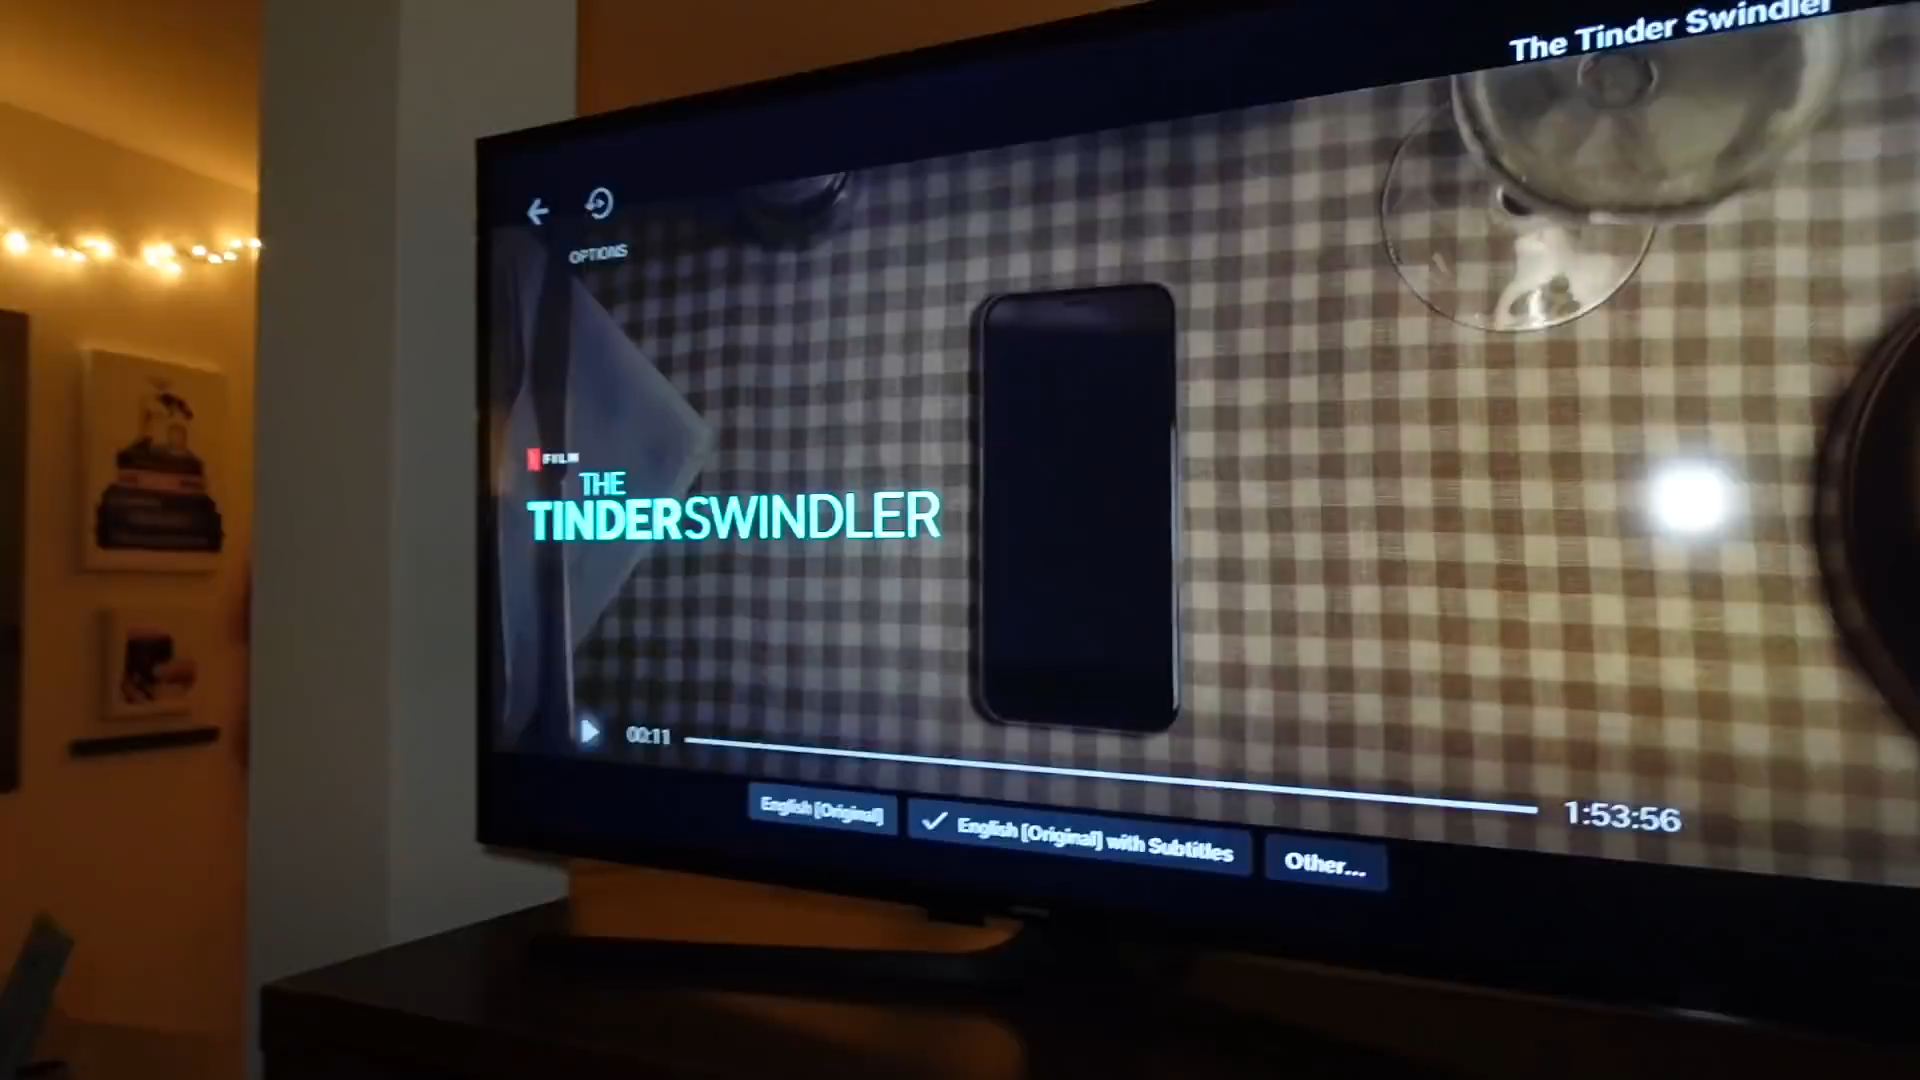 The Tinder Swindler
OPTIONS
FILM
THE
TINDERSWINDLER
00:11
1:53:56
English [Original]
English [Original] with Subtitles
Other...